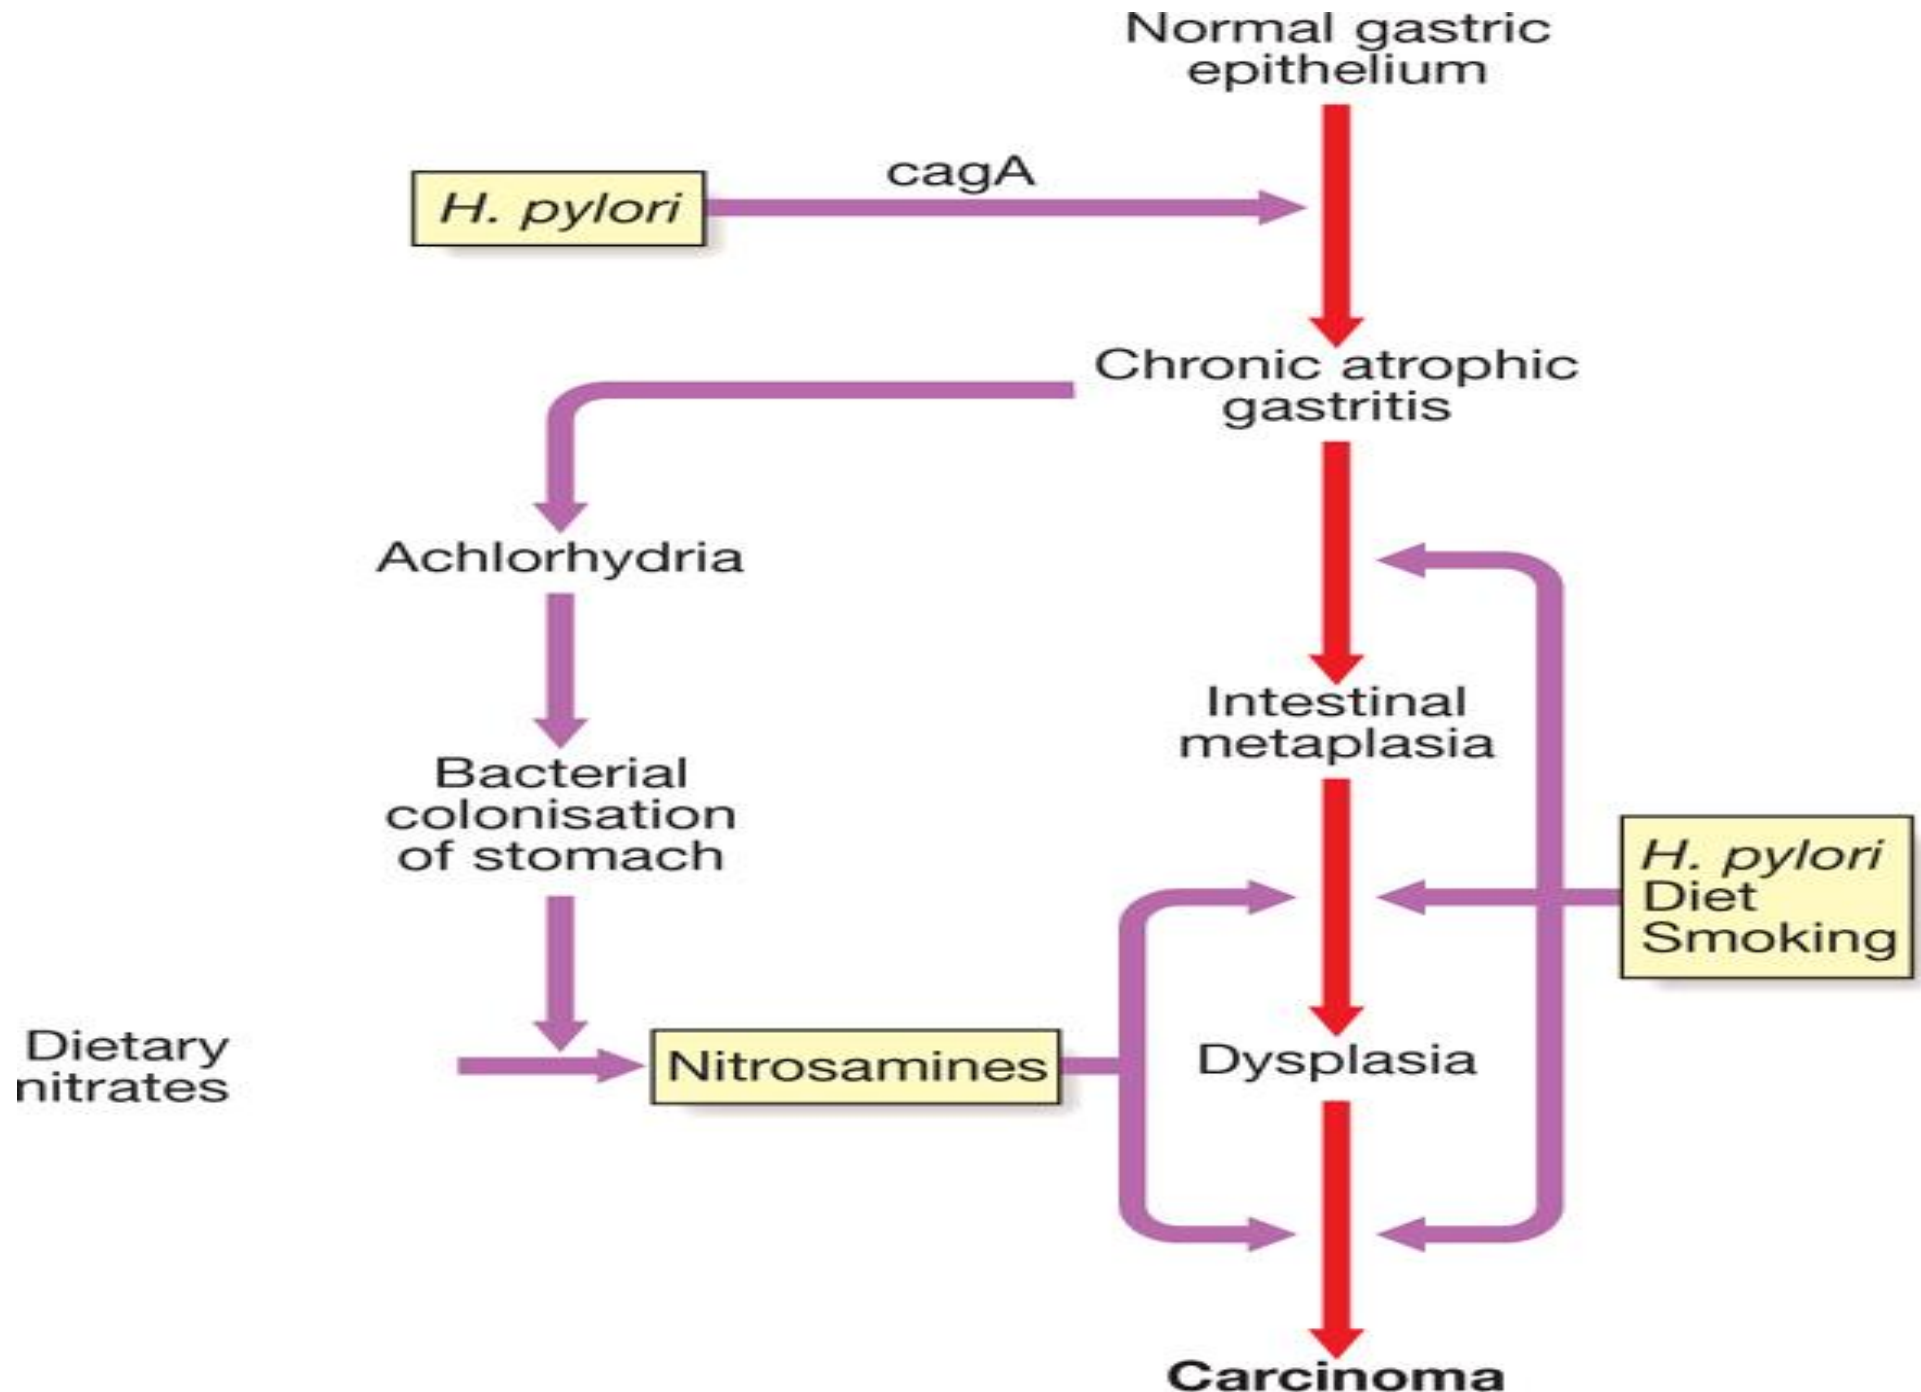 Normal gastric
epithelium
cagA
H. pylori
Chronic atrophic
gastritis
Achlorhydria
Intestinal
metaplasia
Bacterial
colonisation
of stomach
H. pylori
Diet
Smoking
Dietary
nitrates
Nitrosamines
Dysplasia
Carcinoma